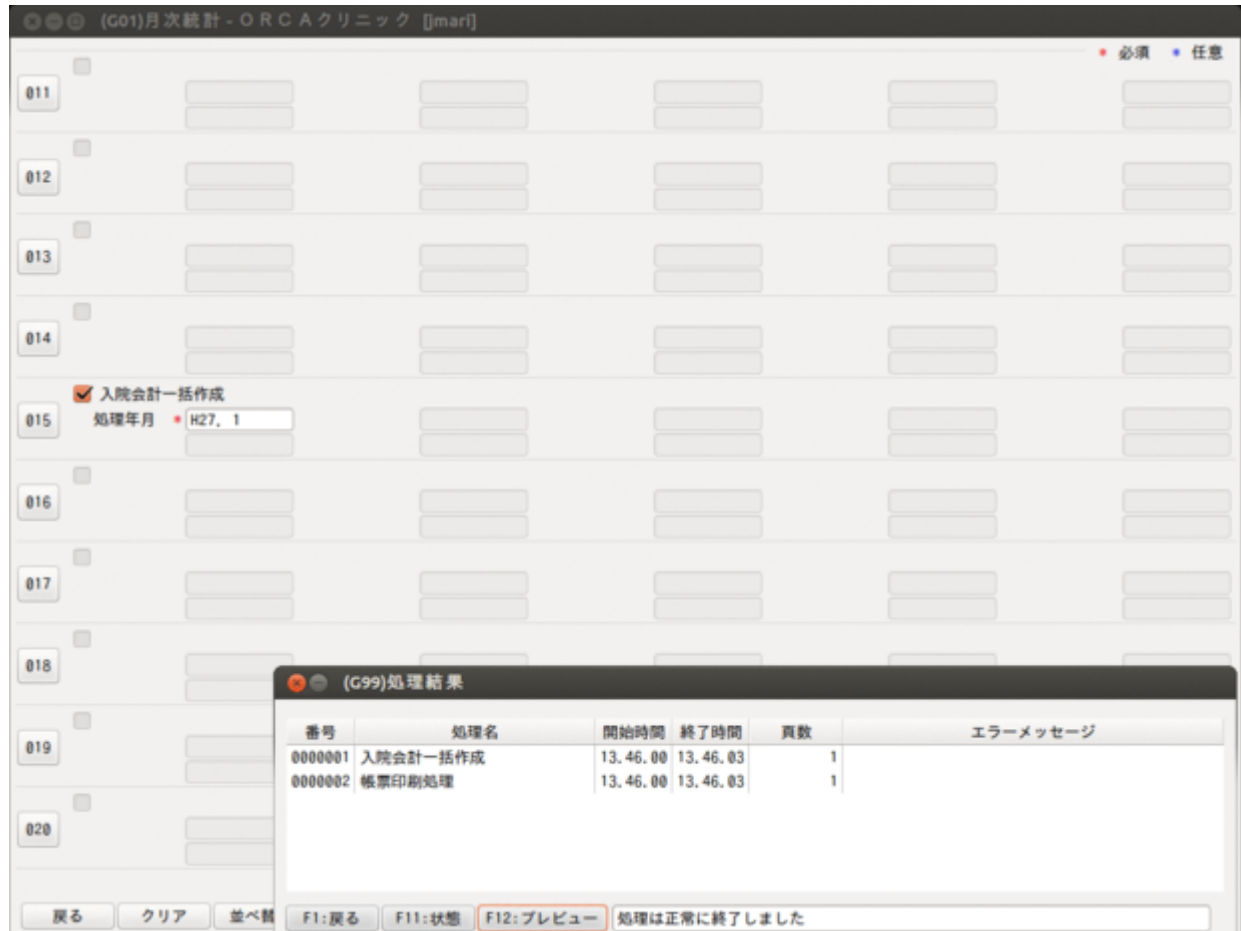 (G01)月次統計 - ＯＲＣＡクリニック [jmari]
* 必須 * 任意
011
012
013
014
入院会計一括作成
015 処理年月 * H27. 1
016
017
018
019
020
戻る クリア 並べ替
(G99)処理結果
番号 処理名 開始時間 終了時間 頁数 エラーメッセージ
0000001 入院会計一括作成 13.46.00 13.46.03 1
0000002 帳票印刷処理 13.46.00 13.46.03 1
F1:戻る F11:状態 F12:プレビュー 処理は正常に終了しました